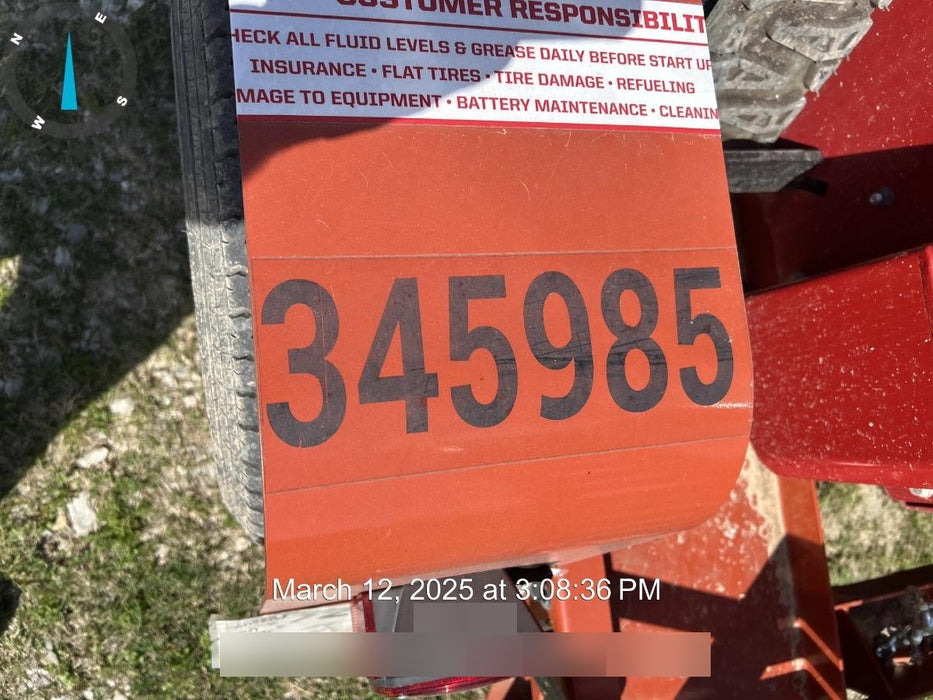 CUSTOMER RESPONSIBILIT
HECK ALL FLUID LEVELS & GREASE DAILY BEFORE START UP
INSURANCE • FLAT TIRES • TIRE DAMAGE • REFUELING
MAGE TO EQUIPMENT • BATTERY MAINTENANCE • CLEANIN
N
E
W
S
345985
March 12, 2025 at 3:08:36 PM